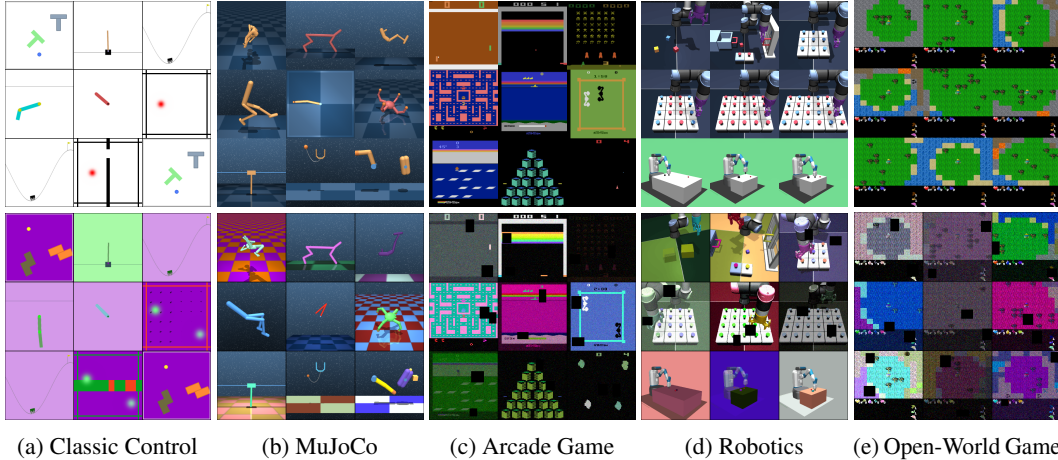 (a) Classic Control
(b) MuJoCo
(c) Arcade Game
(d) Robotics
(e) Open-World Game